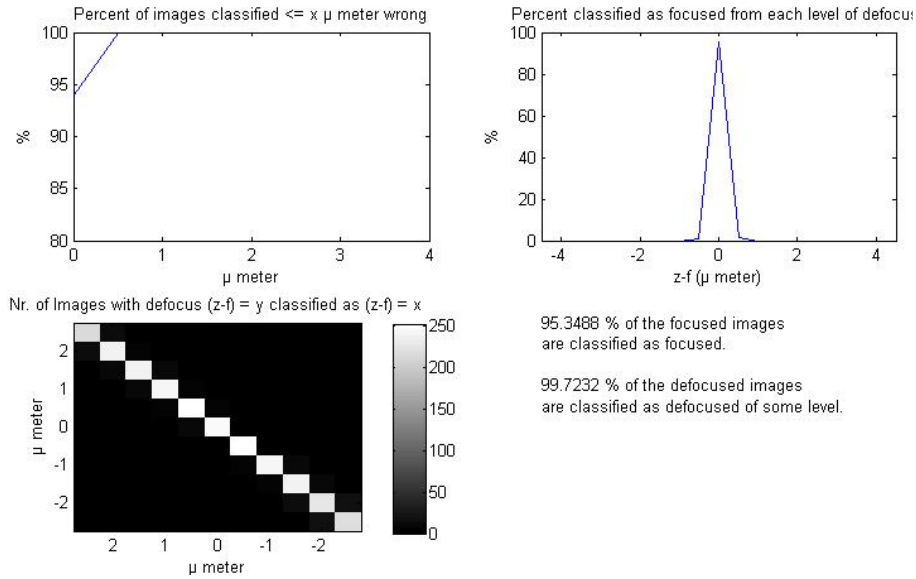 Percent of images classified <= x μ meter wrong
100
95
90
85
80
%
0 1 2 3 4
μ meter
Percent classified as focused from each level of defocus
100
80
60
40
20
0
%
-4 -2 0 2 4
z-f (μ meter)
Nr. of Images with defocus (z-f) = y classified as (z-f) = x
2
1
0
-1
-2
μ meter
2 1 0 -1 -2
μ meter
250
200
150
100
50
0
95.3488 % of the focused images
are classified as focused.
99.7232 % of the defocused images
are classified as defocused of some level.